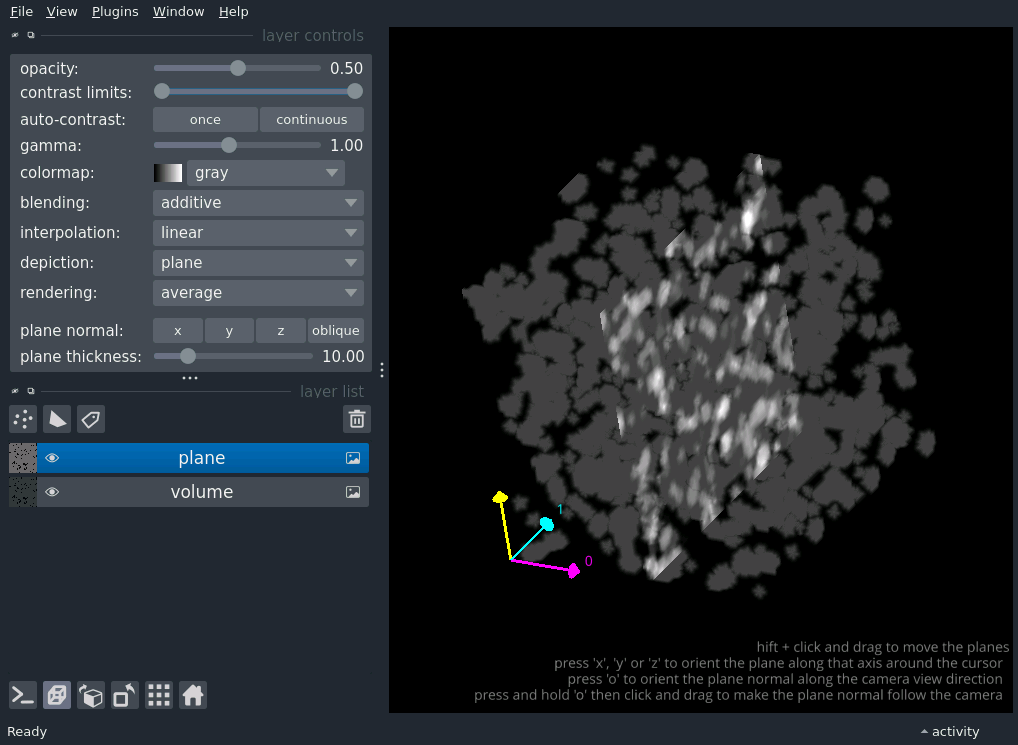 File View Plugins Window Help
layer controls
opacity: 0.50
contrast limits:
auto-contrast: once continuous
gamma: 1.00
colormap: gray
blending: additive
interpolation: linear
depiction: plane
rendering: average
plane normal: x y z oblique
plane thickness: 10.00
layer list
plane
volume
1
0
hift + click and drag to move the planes
press 'x', 'y' or 'z' to orient the plane along that axis around the cursor
press 'o' to orient the plane normal along the camera view direction
press and hold 'o' then click and drag to make the plane normal follow the camera
Ready
activity